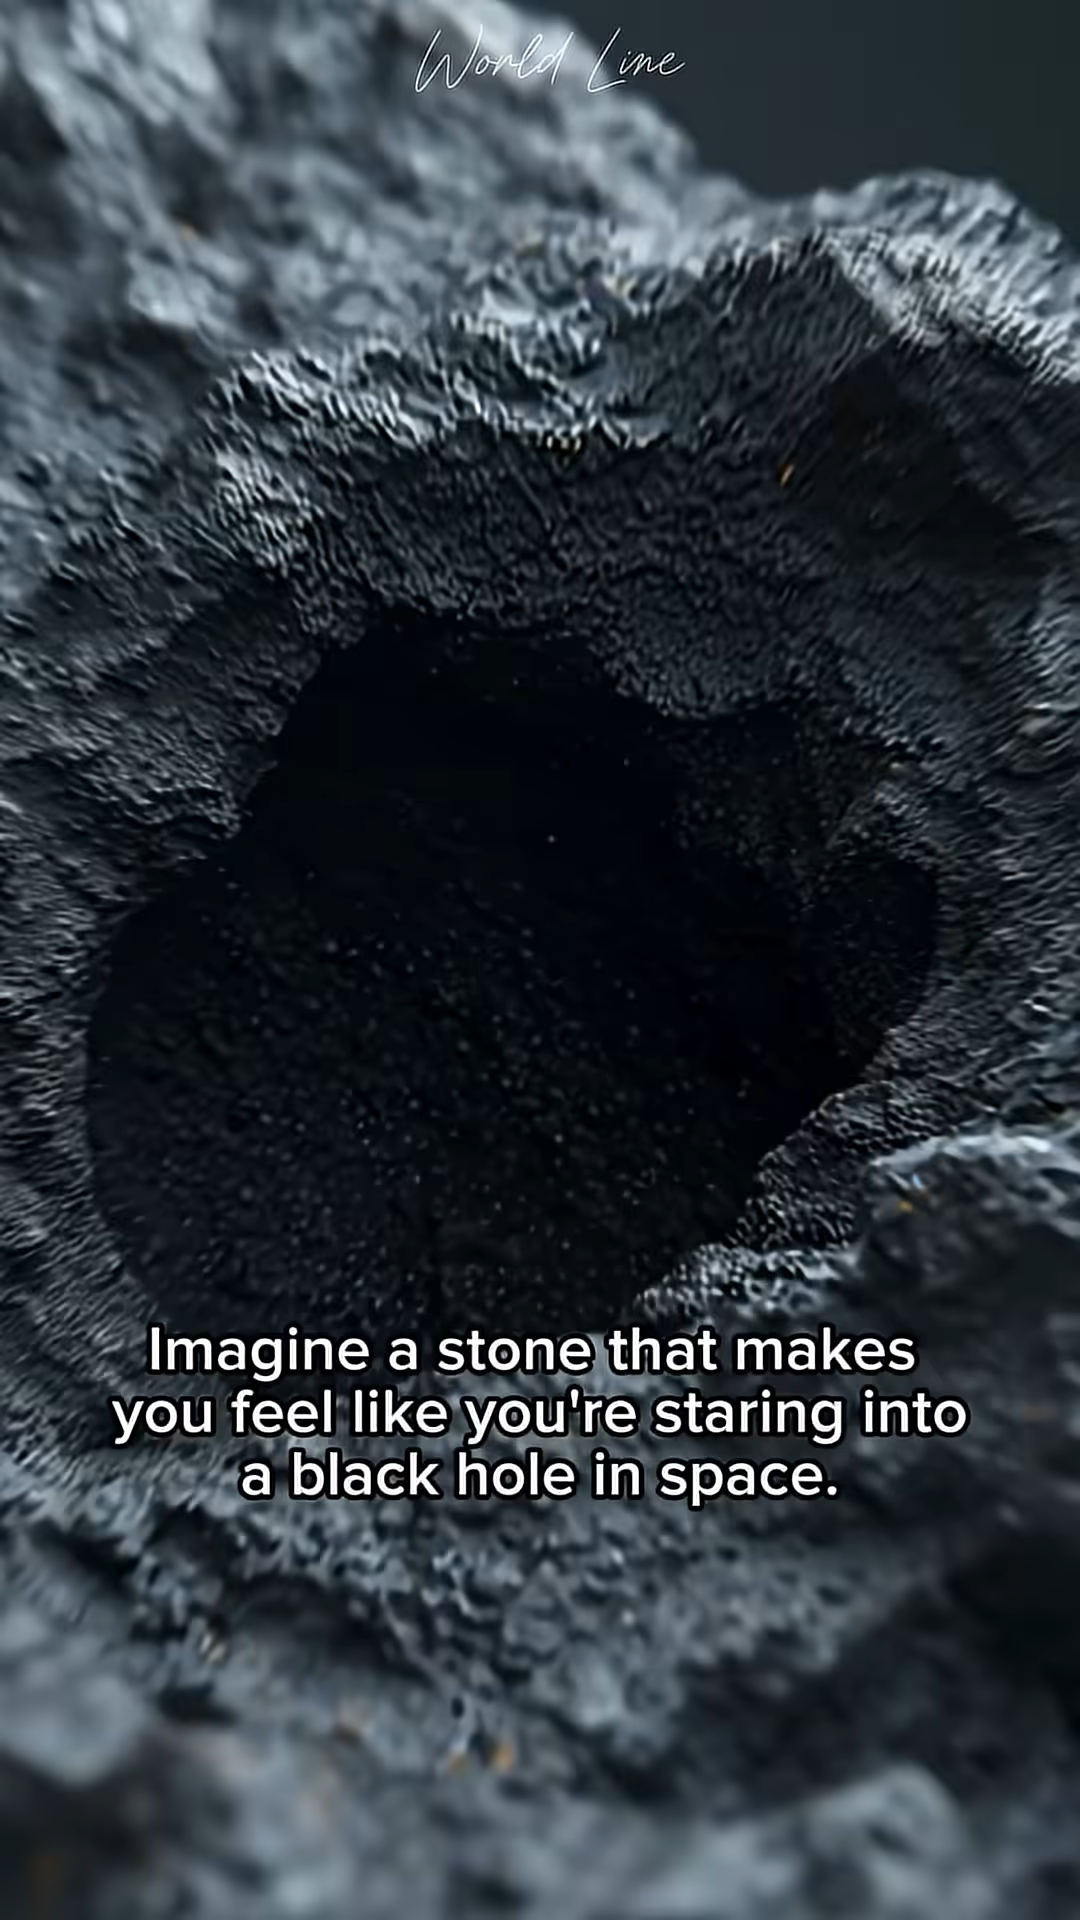 World Line
Imagine a stone that makes
you feel like you're staring into
a black hole in space.